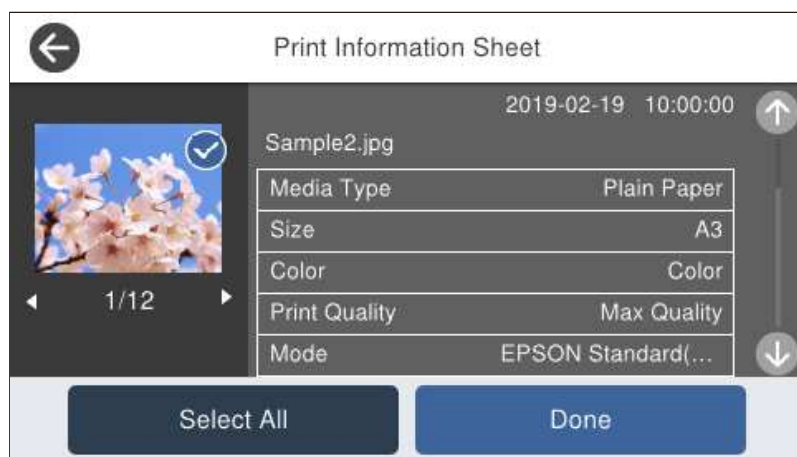 Print Information Sheet
2019-02-19 10:00:00
Sample2.jpg
Media Type Plain Paper
Size A3
Color Color
1/12
Print Quality Max Quality
Mode EPSON Standard(...
Select All Done